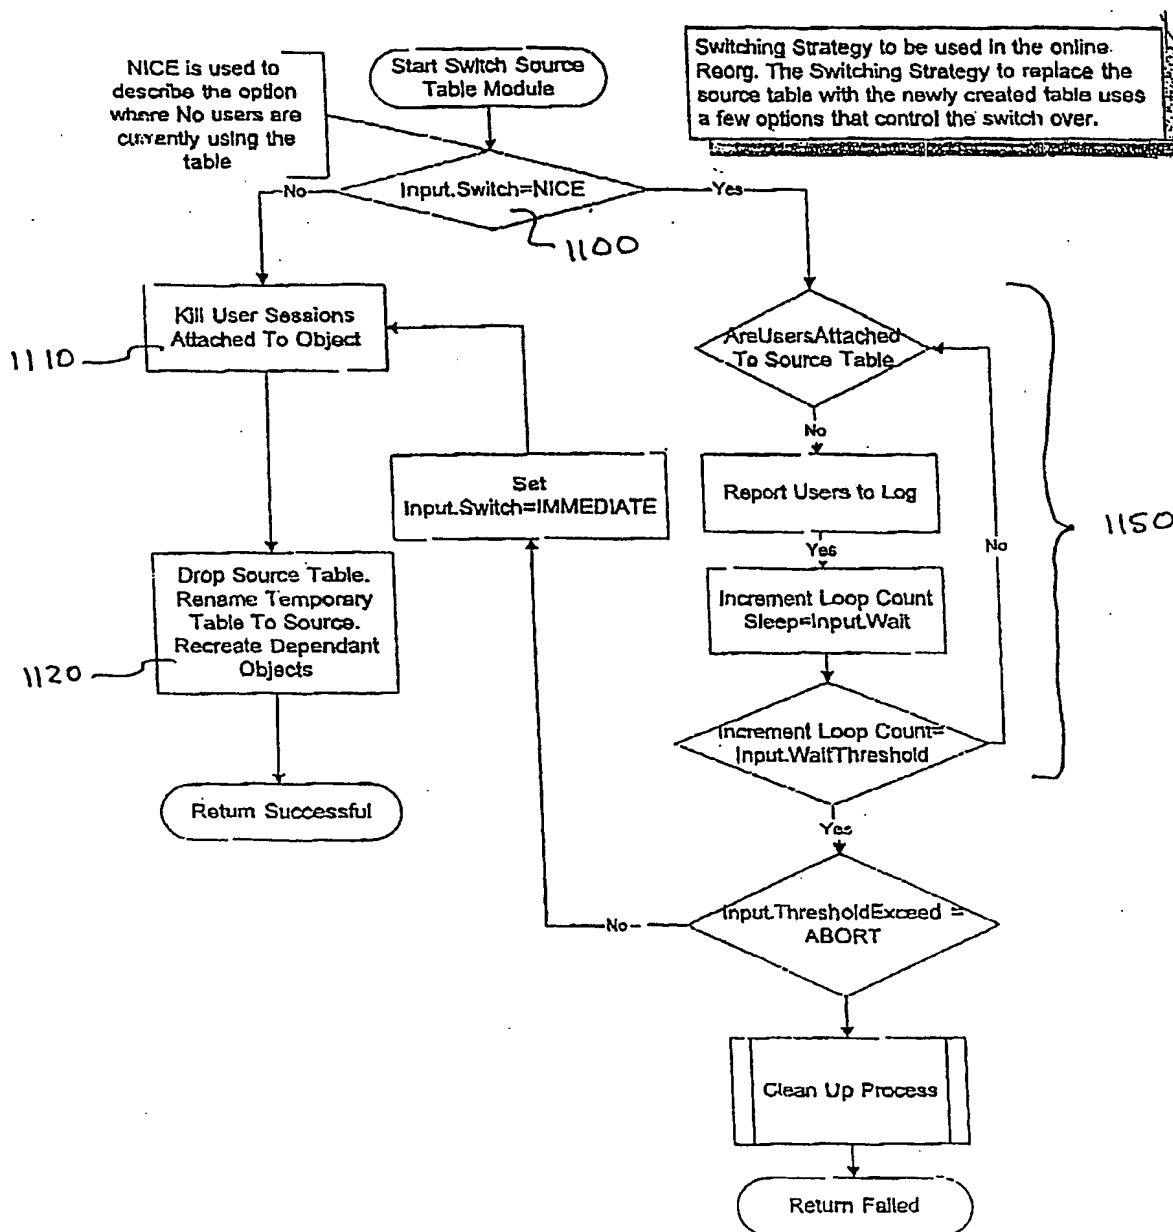 NICE is used to
describe the option
where No users are
currently using the
table
Start Switch Source
Table Module
Switching Strategy to be used in the online
Reorg. The Switching Strategy to replace the
source table with the newly created table uses
a few options that control the switch over.
Input.Switch=NICE
No
Yes
1100
Kill User Sessions
Attached To Object
1110
AreUsersAttached
To Source Table
No
Set
Input.Switch=IMMEDIATE
Report Users to Log
Yes
No
1150
Drop Source Table.
Rename Temporary
Table To Source.
Recreate Dependant
Objects
1120
Increment Loop Count
Sleep=Input.Wait
Increment Loop Count=
Input.WaitThreshold
Return Successful
Yes
Input.ThresholdExceed =
ABORT
No
Clean Up Process
Return Failed